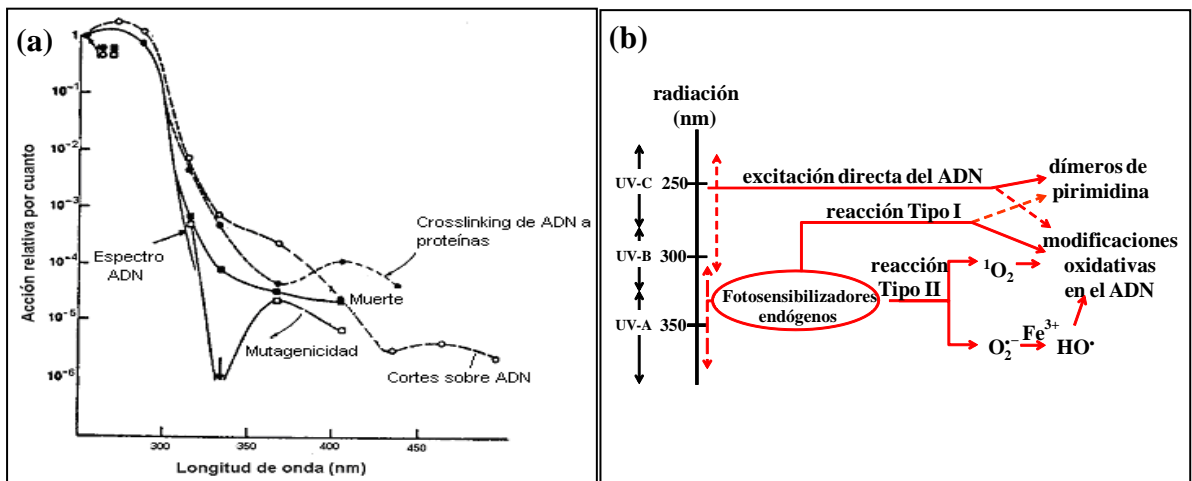 (a)
Acción relativa por cuanto
1
10⁻¹
10⁻²
10⁻³
10⁻⁴
10⁻⁵
10⁻⁶
Espectro
ADN
Crosslinking de ADN a
proteínas
Muerte
Mutagenicidad
Cortes sobre ADN
300
350
400
450
Longitud de onda (nm)
(b)
radiación
(nm)
UV-C
250
UV-B
300
UV-A
350
excitación directa del ADN
dímeros de
pirimidina
reacción Tipo I
modificaciones
oxidativas
en el ADN
reacción
Tipo II
Fotosensibilizadores
endógenos
¹O₂
O₂•⁻ Fe³⁺ HO•